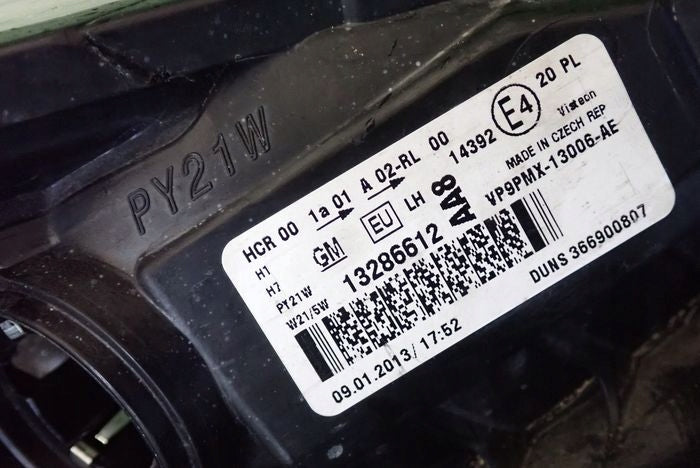 PY21W
HCR 00 1a 01 A 02-RL 00 14392 E4 20 PL
H1 GM EU LH Visteon
H7 13286612 AA8 MADE IN CZECH REP
PY21W VP9PMX-13006-AE
W21/5W
09.01.2013/ 17:52 DUNS 366900807